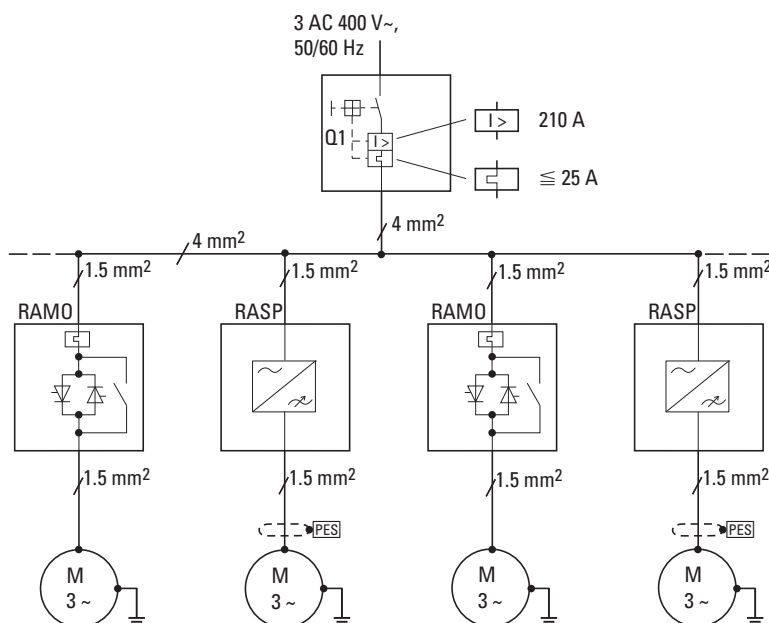 3 AC 400 V~,
50/60 Hz
Q1
I >
I >
210 A
≦ 25 A
4 mm²
4 mm²
1.5 mm²
1.5 mm²
1.5 mm²
1.5 mm²
RAMO
RASP
RAMO
RASP
1.5 mm²
1.5 mm²
1.5 mm²
1.5 mm²
PES
PES
M
3 ~
M
3 ~
M
3 ~
M
3 ~